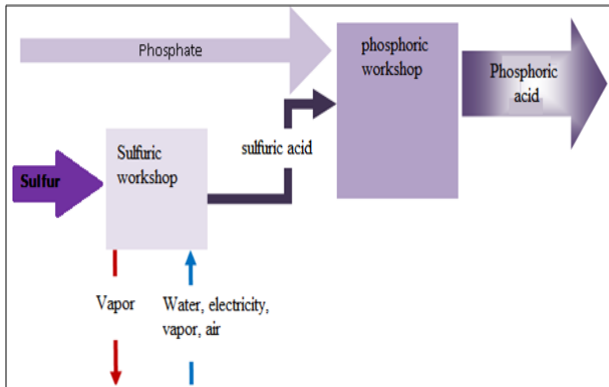 Phosphate
phosphoric
workshop
Phosphoric
acid
sulfuric acid
Sulfuric
workshop
Sulfur
Vapor
Water, electricity,
vapor, air